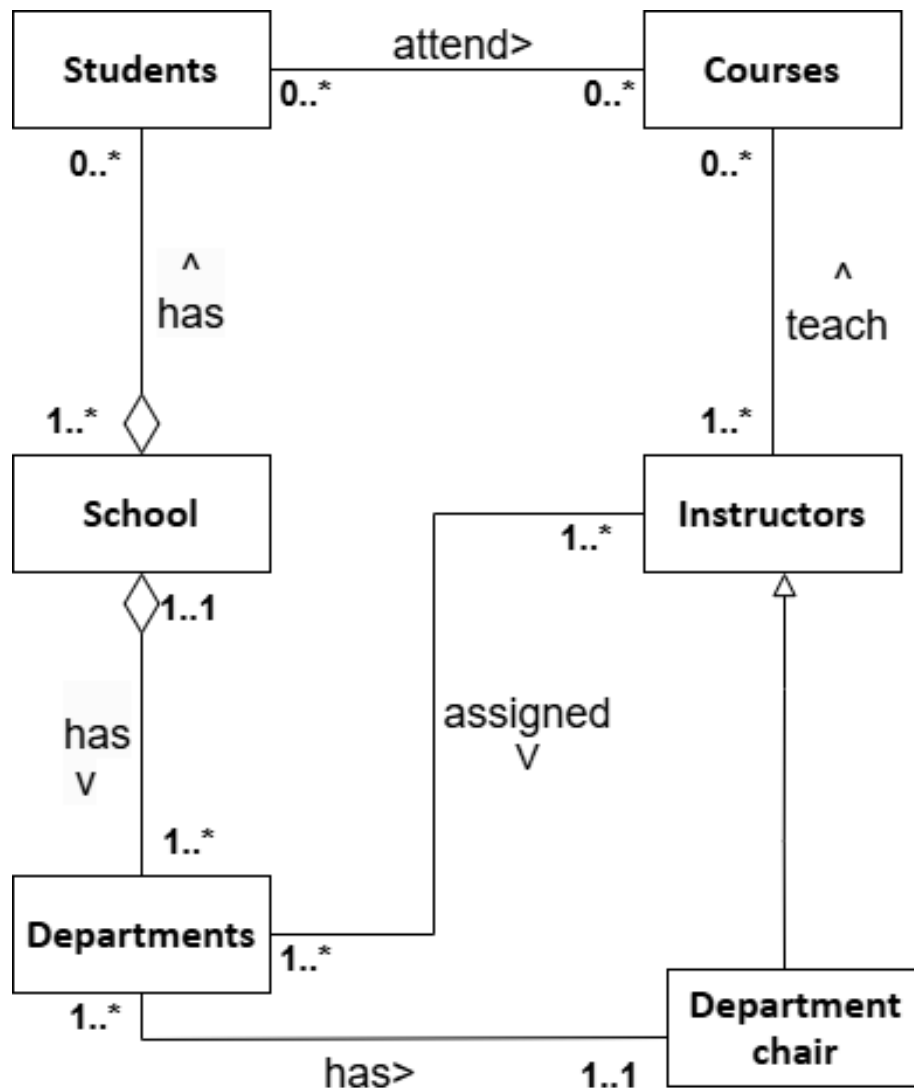 attend>
Students
Courses
0..*
0..*
0..*
0..*
^
has
^
teach
1..*
1..*
School
Instructors
1..*
1..1
has
v
assigned
V
1..*
Departments
1..*
1..*
Department
chair
has>
1..1